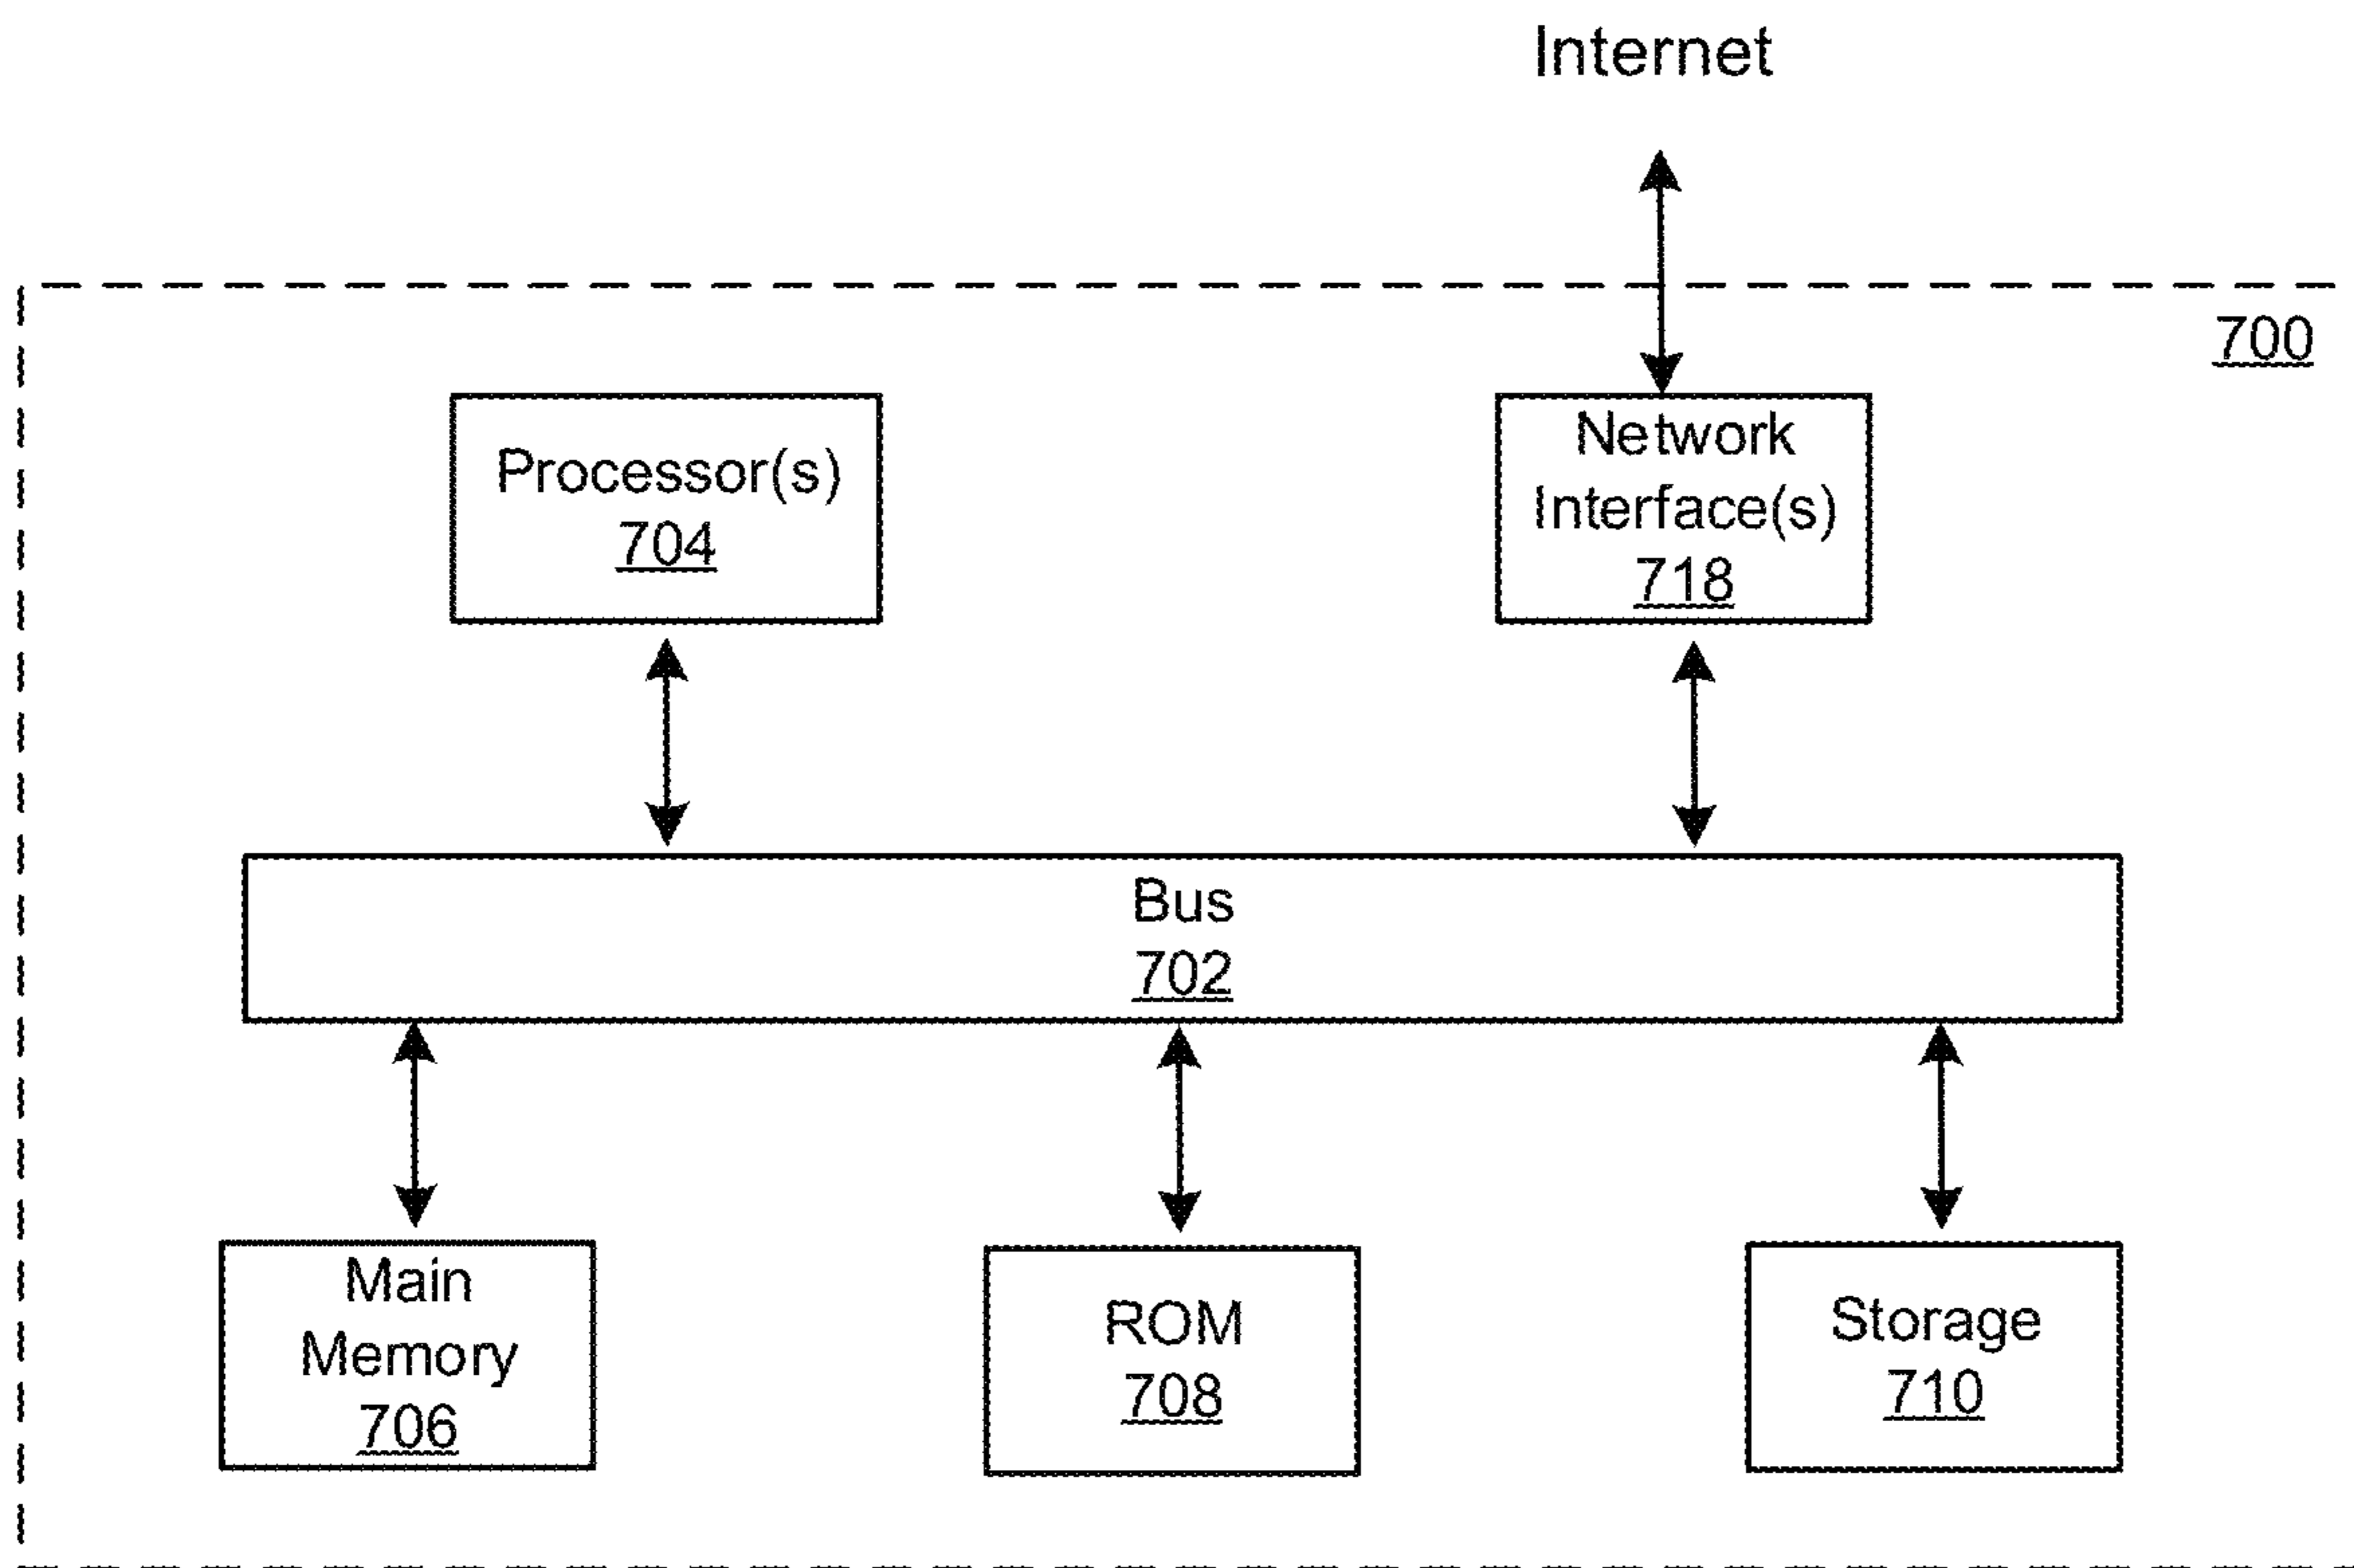 Internet
700
Processor(s)
704
Network
Interface(s)
718
Bus
702
Main
Memory
706
ROM
708
Storage
710